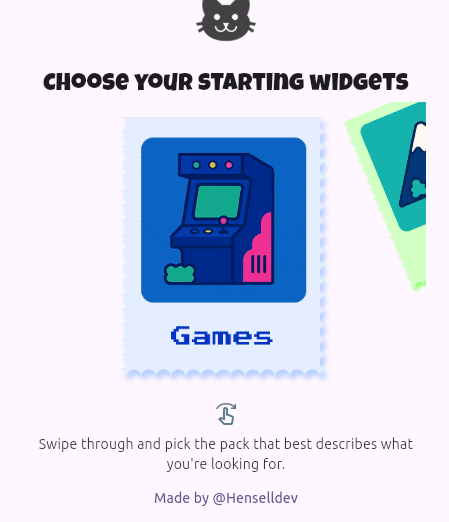 Choose your starting widgets
Games
Swipe through and pick the pack that best describes what
you're looking for.
Made by @Henselldev